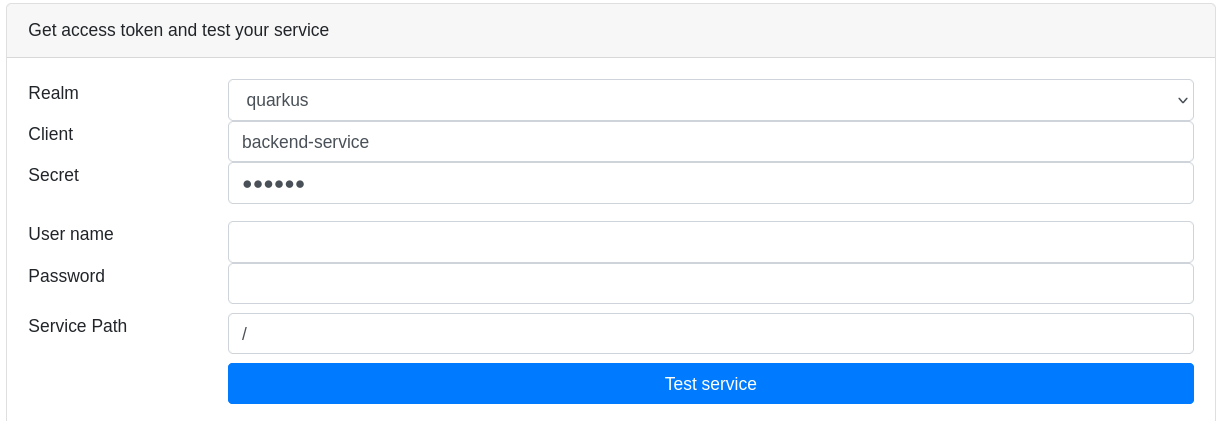 Get access token and test your service
Realm
quarkus
Client
backend-service
Secret
●●●●●●
User name
Password
Service Path
/
Test service